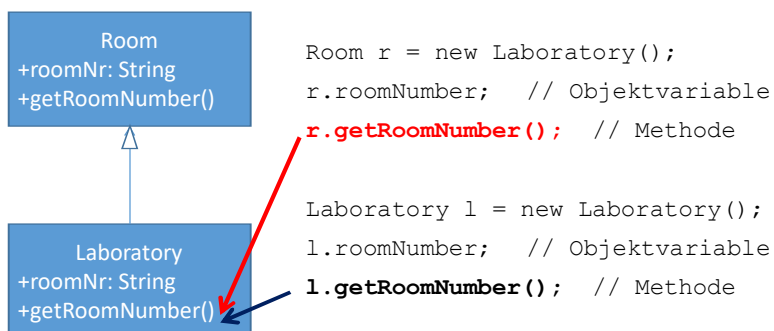 Room
+roomNr: String
+getRoomNumber()
Laboratory
+roomNr: String
+getRoomNumber()
Room r = new Laboratory();
r.roomNumber; // Objektvariable
r.getRoomNumber(); // Methode
Laboratory l = new Laboratory();
l.roomNumber; // Objektvariable
l.getRoomNumber(); // Methode